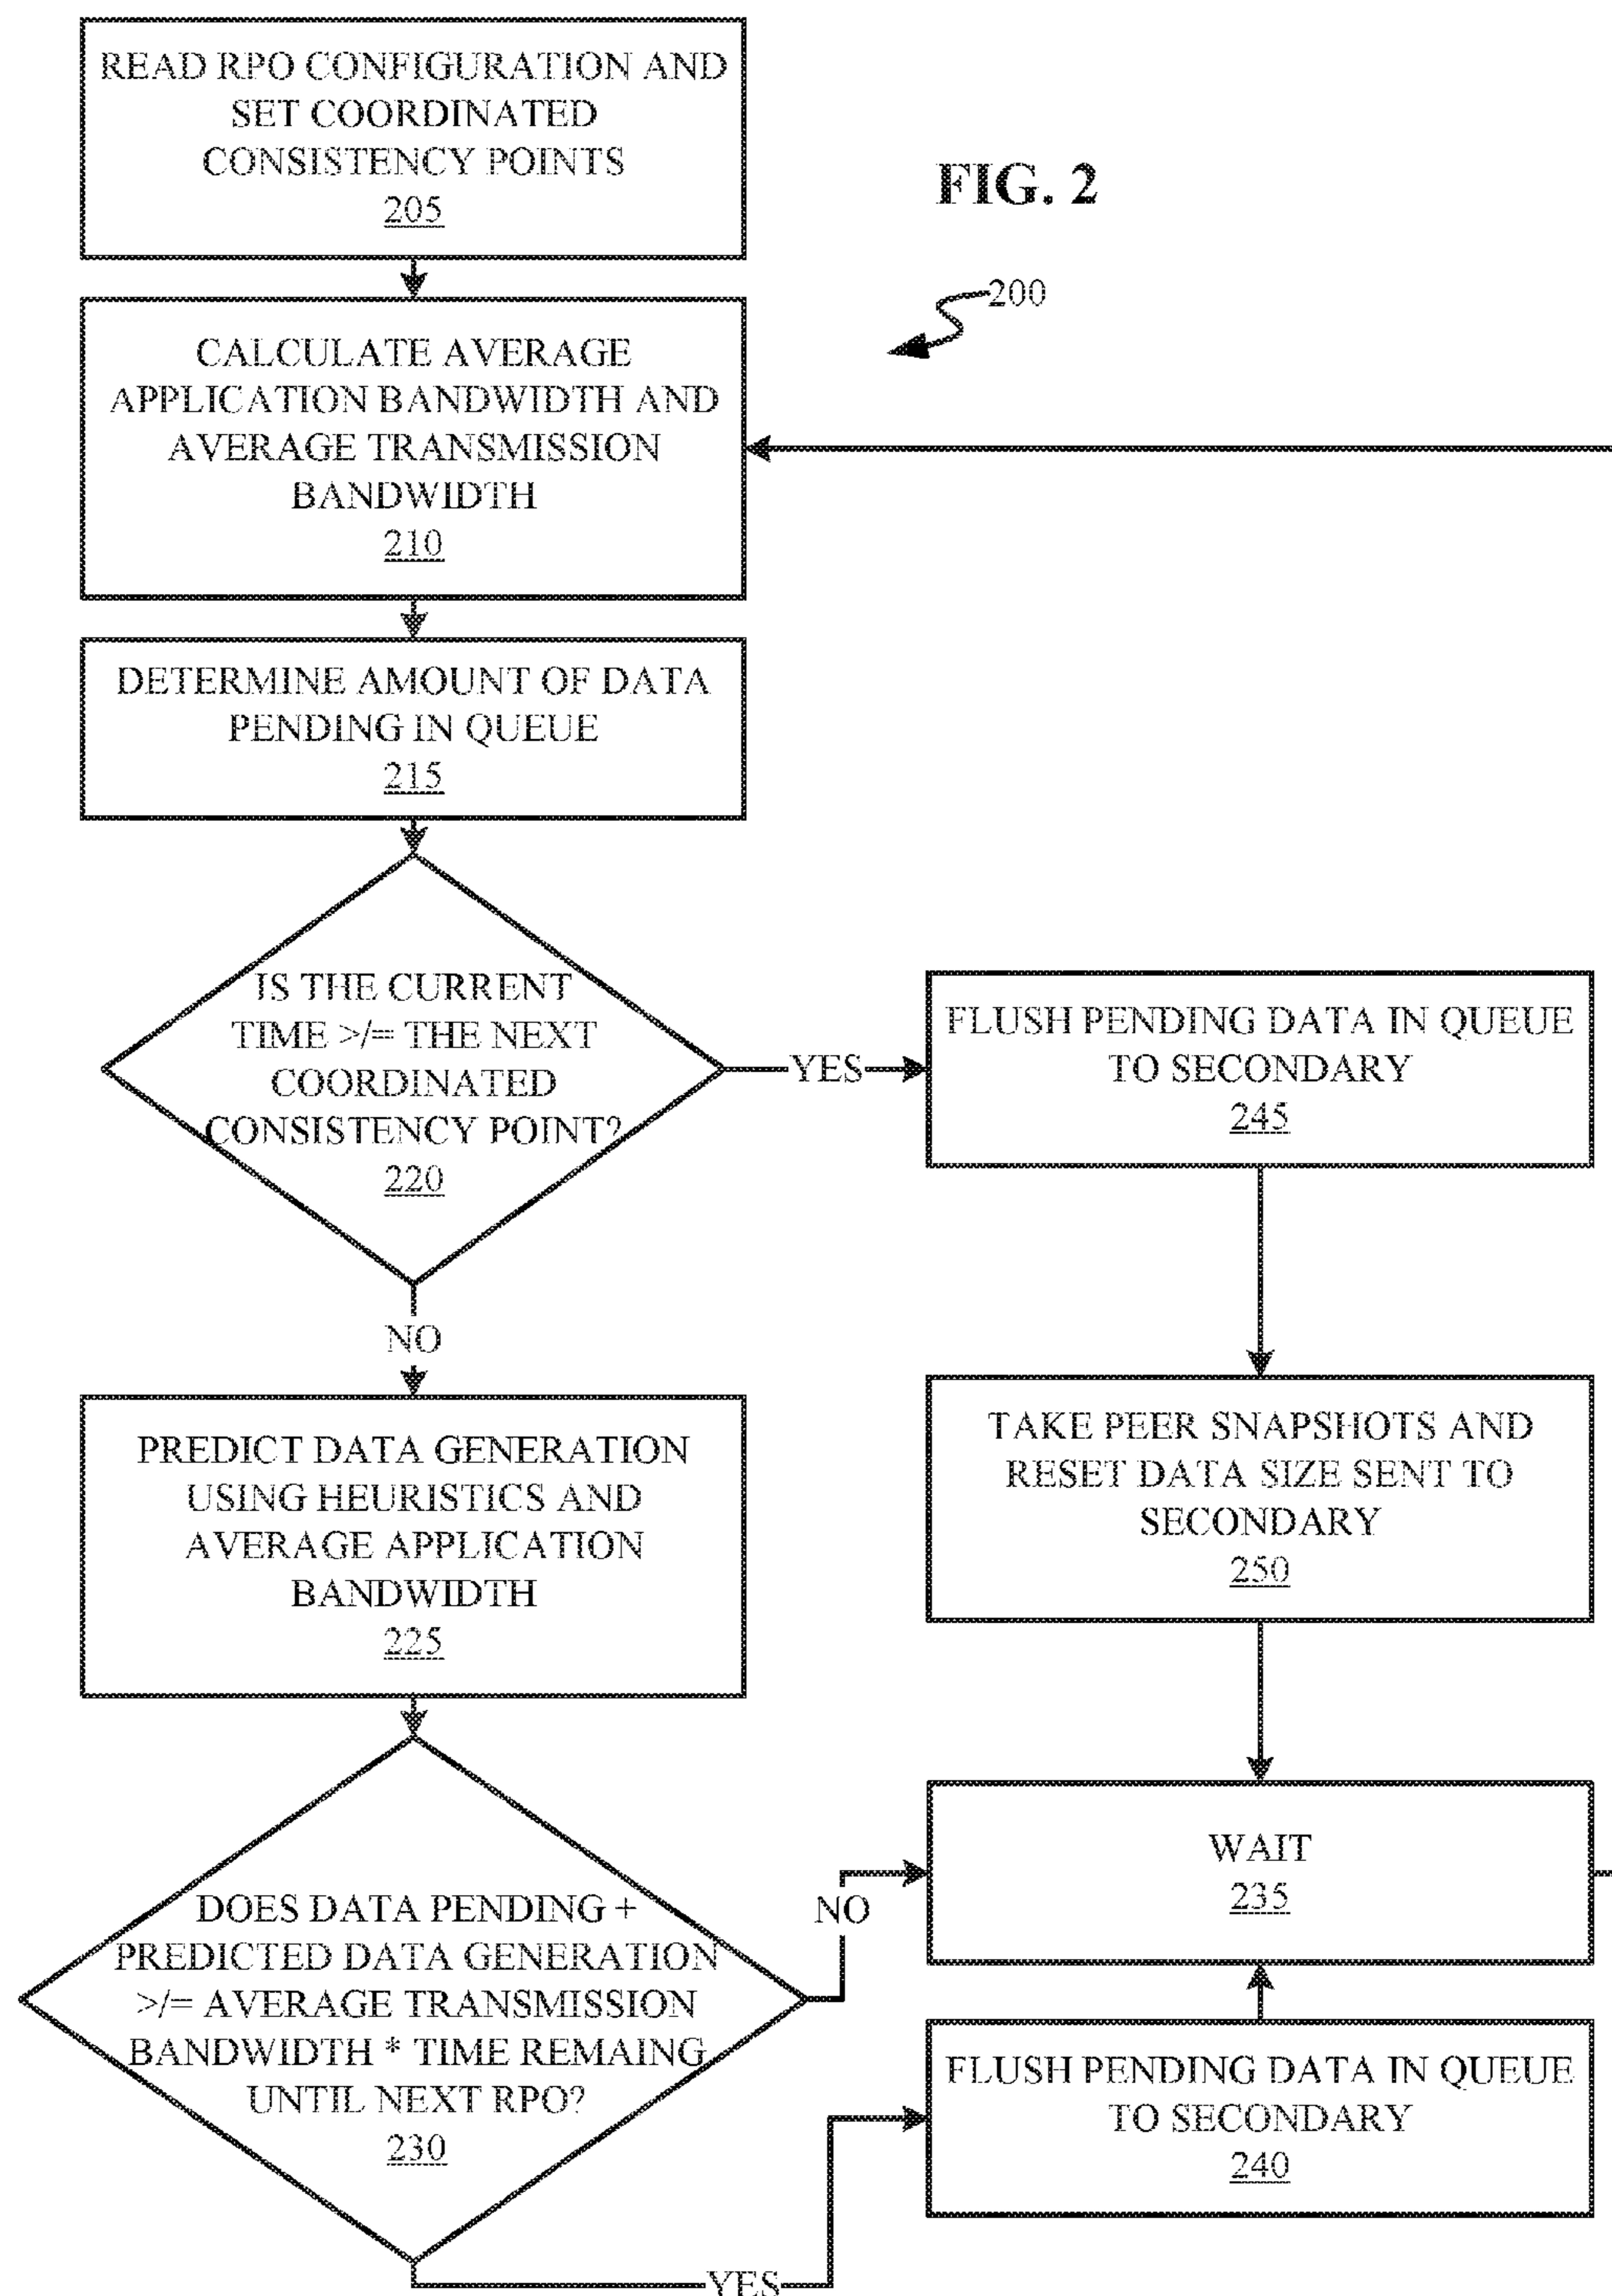 READ RPO CONFIGURATION AND
SET COORDINATED
CONSISTENCY POINTS
205
FIG. 2
200
CALCULATE AVERAGE
APPLICATION BANDWIDTH AND
AVERAGE TRANSMISSION
BANDWIDTH
210
DETERMINE AMOUNT OF DATA
PENDING IN QUEUE
215
IS THE CURRENT
TIME >/= THE NEXT
COORDINATED
CONSISTENCY POINT?
220
YES
FLUSH PENDING DATA IN QUEUE
TO SECONDARY
245
NO
PREDICT DATA GENERATION
USING HEURISTICS AND
AVERAGE APPLICATION
BANDWIDTH
225
TAKE PEER SNAPSHOTS AND
RESET DATA SIZE SENT TO
SECONDARY
250
DOES DATA PENDING +
PREDICTED DATA GENERATION
>/= AVERAGE TRANSMISSION
BANDWIDTH * TIME REMAING
UNTIL NEXT RPO?
230
NO
WAIT
235
YES
FLUSH PENDING DATA IN QUEUE
TO SECONDARY
240